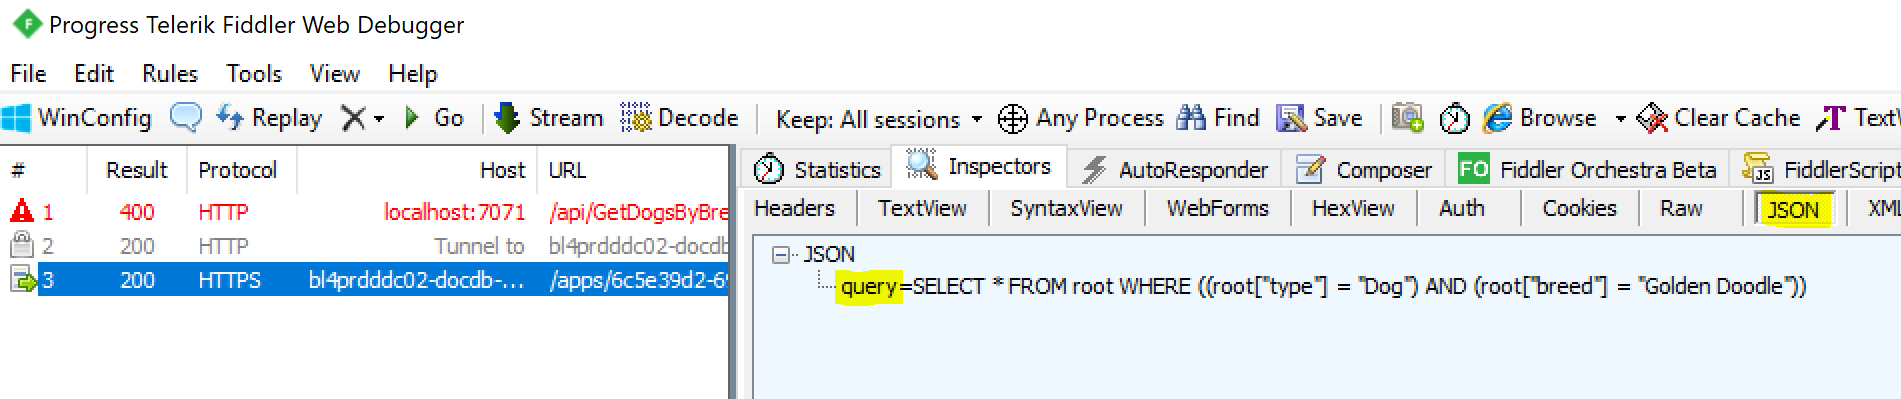 Progress Telerik Fiddler Web Debugger
File Edit Rules Tools View Help
WinConfig Replay Go Stream Decode Keep: All sessions Any Process Find Save Browse Clear Cache TextW
# Result Protocol Host URL
Statistics Inspectors AutoResponder Composer FO Fiddler Orchestra Beta JS FiddlerScript
Headers TextView SyntaxView WebForms HexView Auth Cookies Raw JSON XML
1 400 HTTP localhost:7071 /api/GetDogsByBre
2 200 HTTP Tunnel to bl4prdddc02-docdb
3 200 HTTPS bl4prdddc02-docdb-... /apps/6c5e39d2-69
JSON
query=SELECT * FROM root WHERE ((root["type"] = "Dog") AND (root["breed"] = "Golden Doodle"))